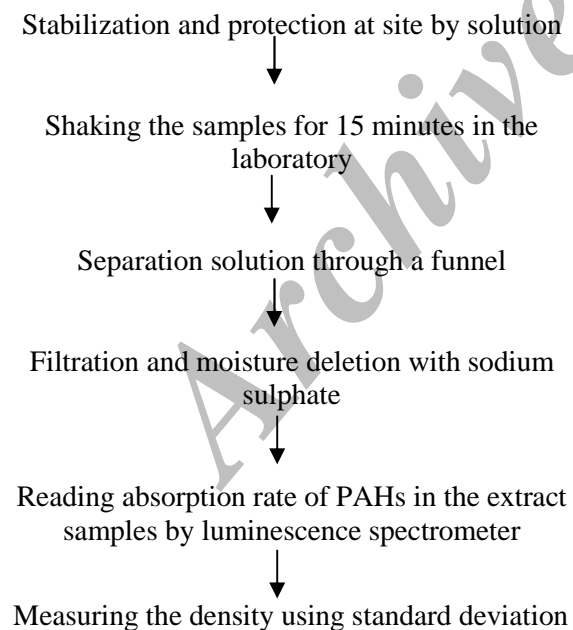 Stabilization and protection at site by solution
Shaking the samples for 15 minutes in the
laboratory
Separation solution through a funnel
Filtration and moisture deletion with sodium
sulphate
Reading absorption rate of PAHs in the extract
samples by luminescence spectrometer
Measuring the density using standard deviation
Archive